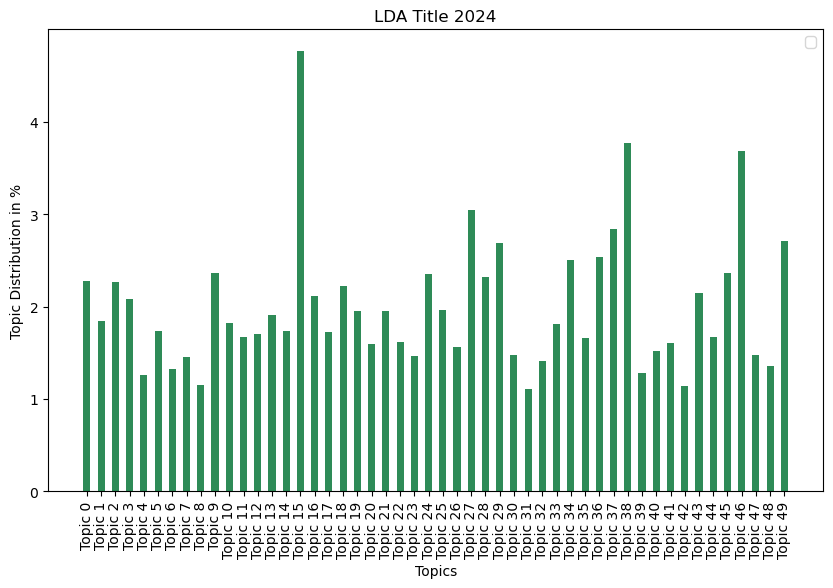 LDA Title 2024
Topic Distribution in %
4
3
2
1
0
Topic 0
Topic 1
Topic 2
Topic 3
Topic 4
Topic 5
Topic 6
Topic 7
Topic 8
Topic 9
Topic 10
Topic 11
Topic 12
Topic 13
Topic 14
Topic 15
Topic 16
Topic 17
Topic 18
Topic 19
Topic 20
Topic 21
Topic 22
Topic 23
Topic 24
Topic 25
Topic 26
Topic 27
Topic 28
Topic 29
Topic 30
Topic 31
Topic 32
Topic 33
Topic 34
Topic 35
Topic 36
Topic 37
Topic 38
Topic 39
Topic 40
Topic 41
Topic 42
Topic 43
Topic 44
Topic 45
Topic 46
Topic 47
Topic 48
Topic 49
Topics